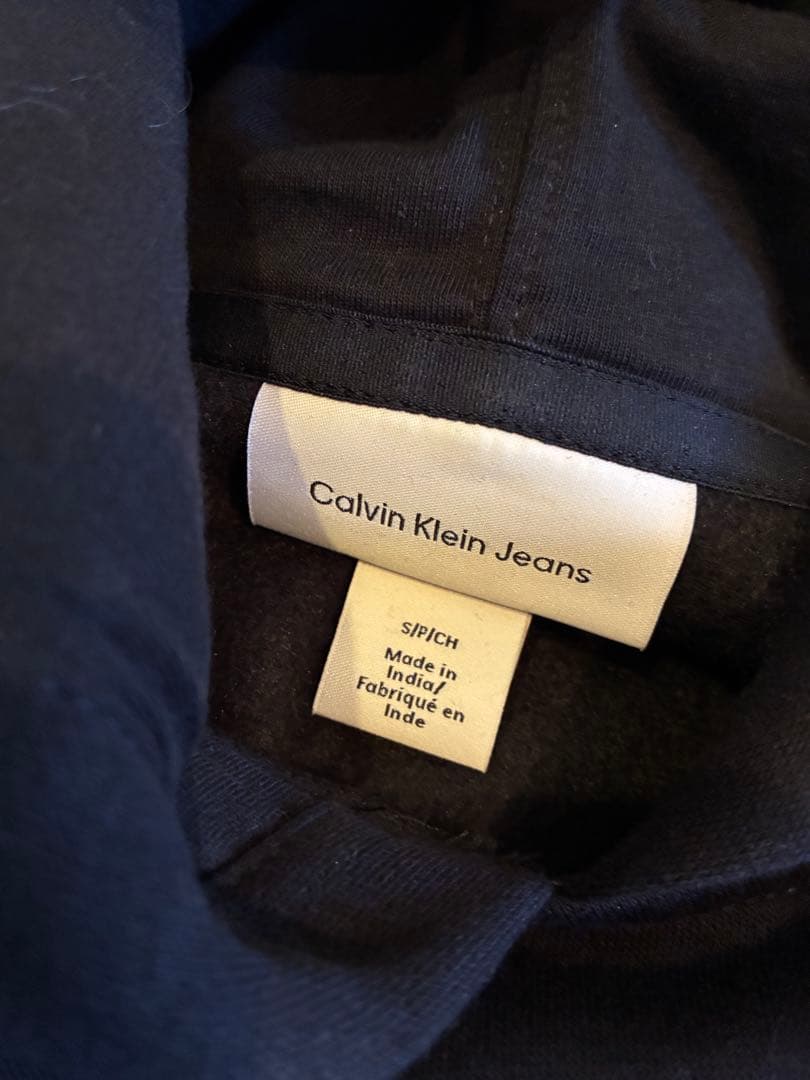 Calvin Klein Jeans
S/P/CH
Made in
India/
Fabriqué en
Inde